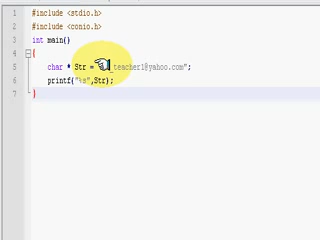 1 #include <stdio.h>
2 #include <conio.h>
3 int main()
4 {
5 char * Str = _teacher1@yahoo.com";
6 printf("%s",Str);
7 }